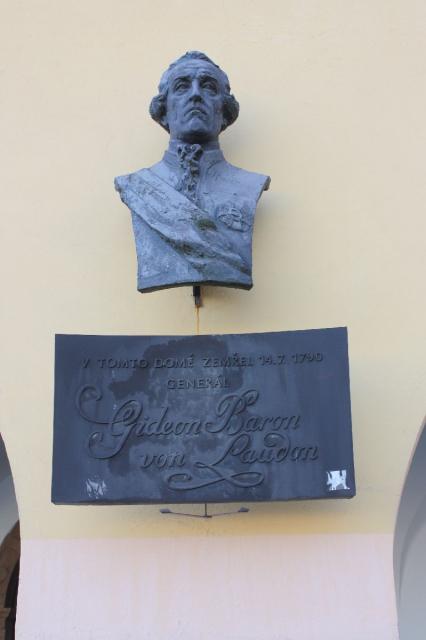 V TOMTO DOMĚ ZEMŘEL 14.7. 1790
GENERÁL
Gideon Baron
von Laudon